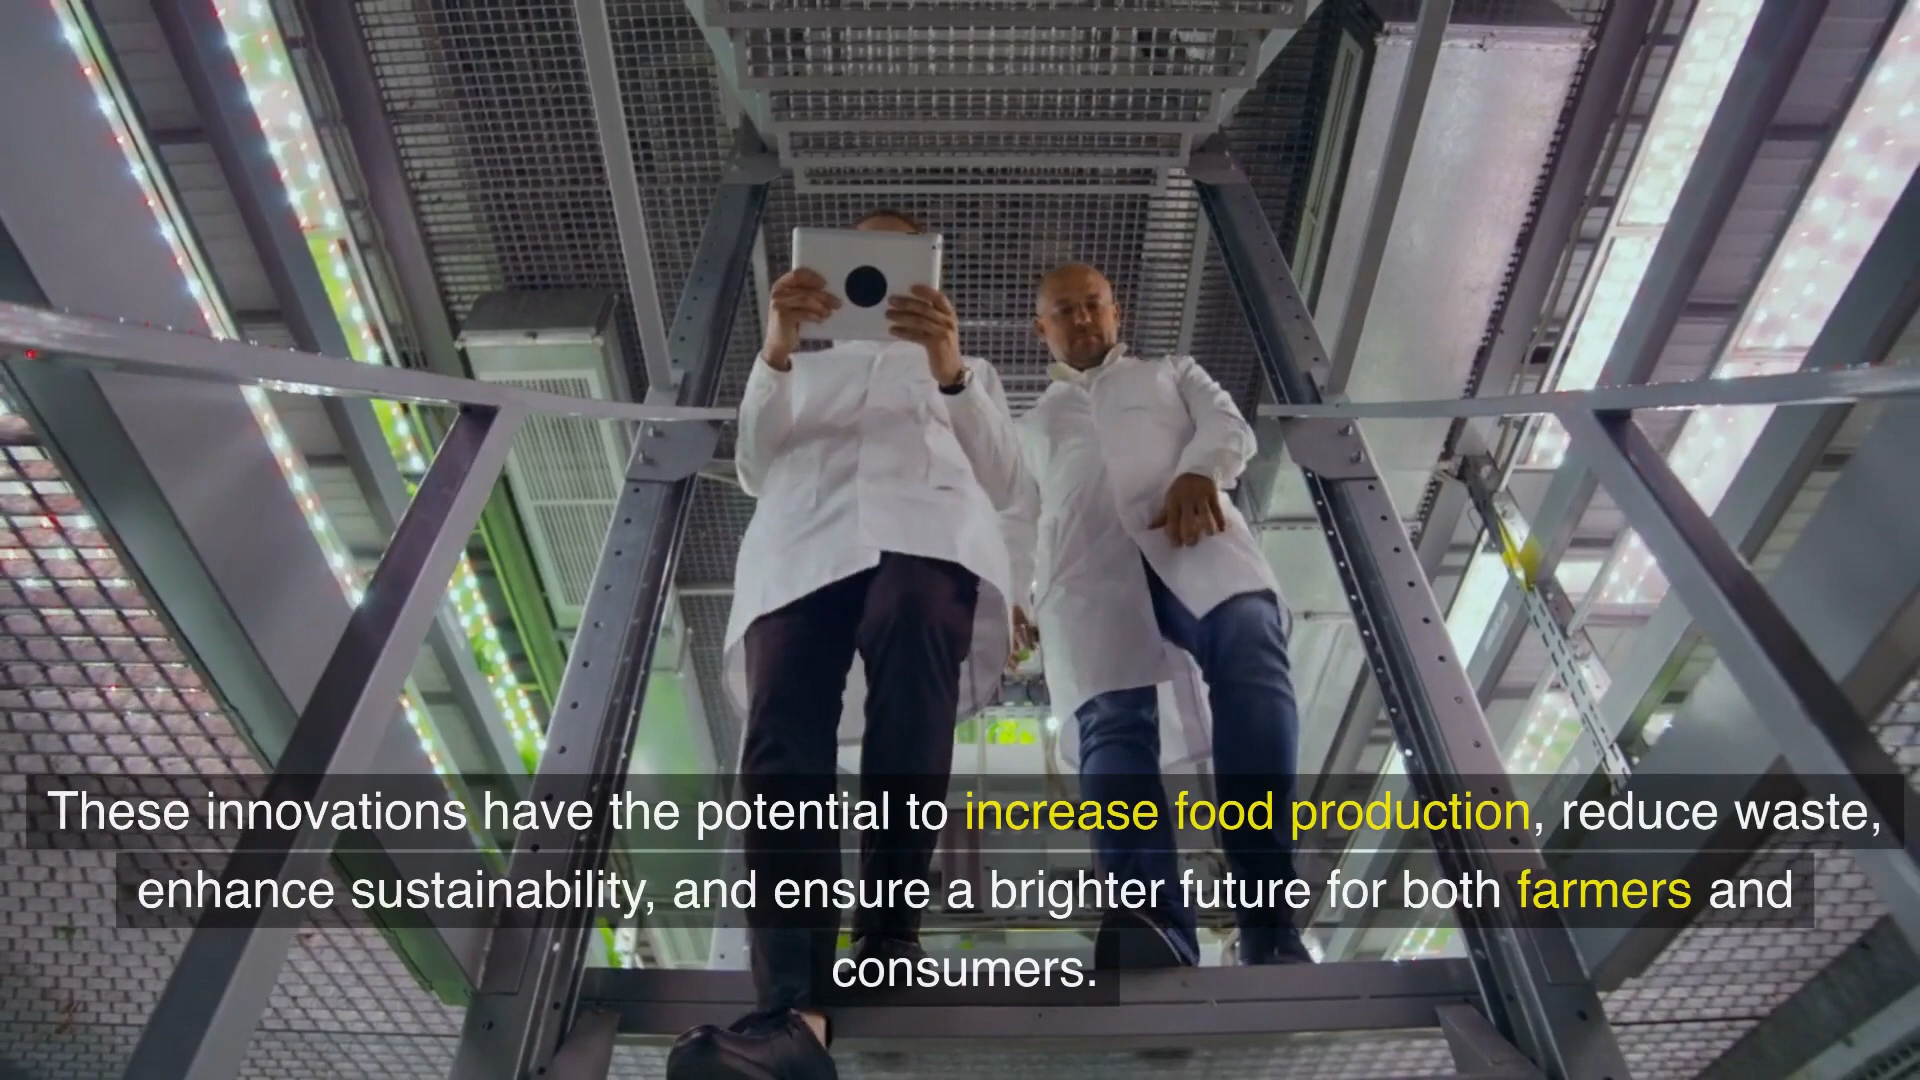 These innovations have the potential to increase food production, reduce waste,
enhance sustainability, and ensure a brighter future for both farmers and
consumers.